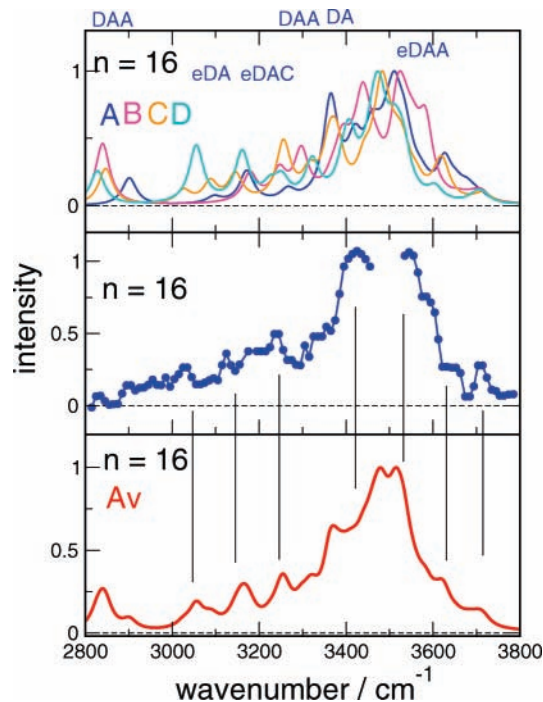 DAA DAA DA
n = 16 eDA eDAC eDAA
1
A B C D
0
n = 16
1
0.5
0
n = 16
1
Av
0.5
0
2800 3000 3200 3400 3600 3800
wavenumber / cm⁻¹
intensity